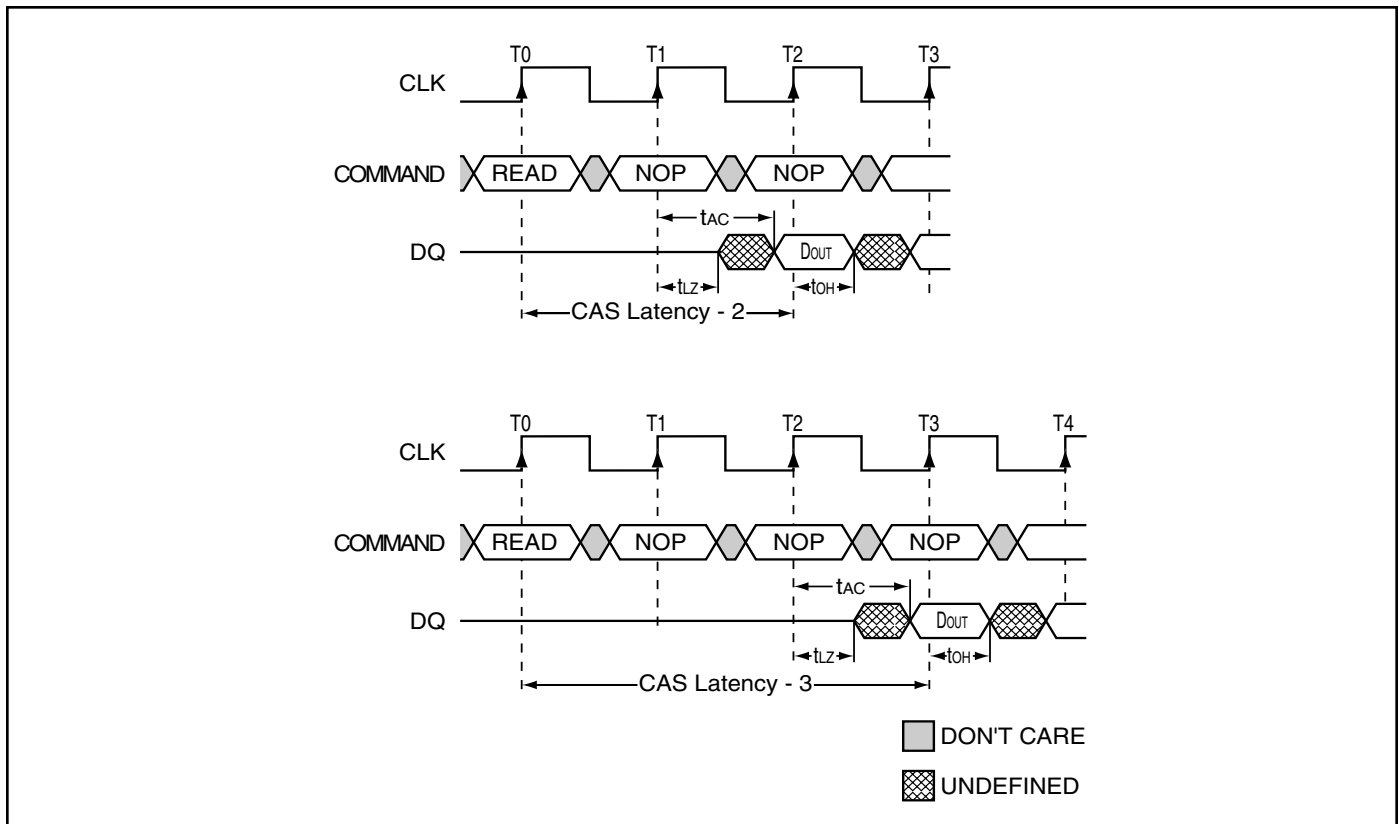 T0 T1 T2 T3
CLK
COMMAND READ NOP NOP
tAC
DQ DOUT
tLZ tOH
CAS Latency - 2
T0 T1 T2 T3 T4
CLK
COMMAND READ NOP NOP NOP
tAC
DQ DOUT
tLZ tOH
CAS Latency - 3
DON'T CARE
UNDEFINED